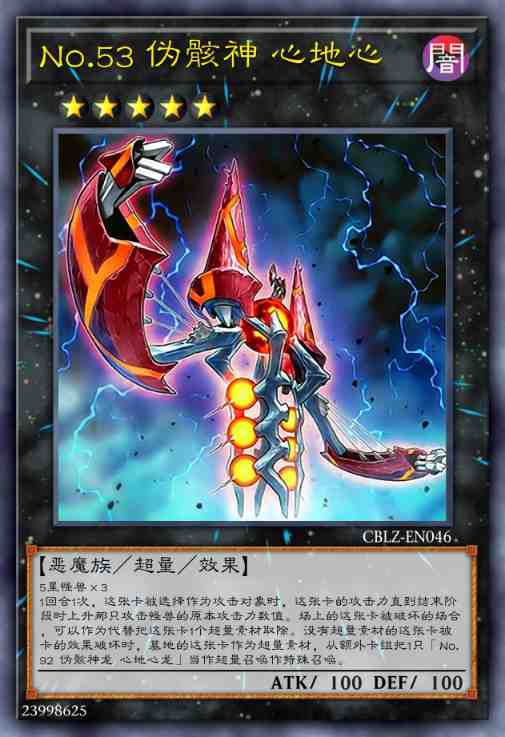 No.53 伪骸神 心地心
闇
CBLZ-EN046
【恶魔族／超量／效果】
5星怪兽×3
1回合1次，这张卡被选择作为攻击对象时，这张卡的攻击力直到结束阶
段时上升那只攻击怪兽的原本攻击力数值。场上的这张卡被破坏的场合
，可以作为代替把这张卡1个超量素材取除。没有超量素材的这张卡被
卡的效果破坏时，墓地的这张卡作为超量素材，从额外卡组把1只「No.
92 伪骸神龙 心地心龙」当作超量召唤作特殊召唤。
ATK/ 100 DEF/ 100
23998625